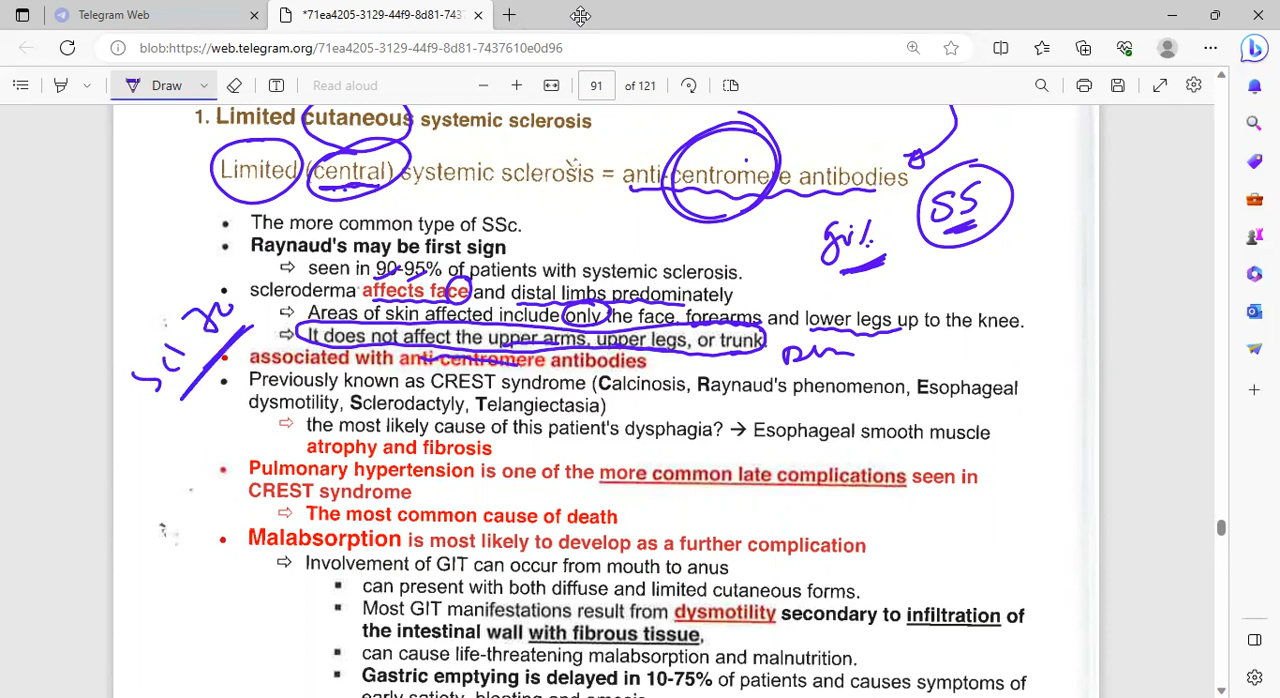 Telegram Web
*71ea4205-3129-44f9-8d81-7437
blob:https://web.telegram.org/71ea4205-3129-44f9-8d81-7437610e0d96
Draw
Read aloud
91 of 121
1. Limited cutaneous systemic sclerosis
Limited (central) systemic sclerosis = anti-centromere antibodies
SS
• The more common type of SSc.
• Raynaud's may be first sign
⇨ seen in 90-95% of patients with systemic sclerosis.
• scleroderma affects face and distal limbs predominately
⇨ Areas of skin affected include only the face, forearms and lower legs up to the knee.
⇨ It does not affect the upper arms, upper legs, or trunk
• associated with anti-centromere antibodies
• Previously known as CREST syndrome (Calcinosis, Raynaud's phenomenon, Esophageal
dysmotility, Sclerodactyly, Telangiectasia)
⇨ the most likely cause of this patient's dysphagia? → Esophageal smooth muscle
atrophy and fibrosis
• Pulmonary hypertension is one of the more common late complications seen in
CREST syndrome
⇨ The most common cause of death
• Malabsorption is most likely to develop as a further complication
⇨ Involvement of GIT can occur from mouth to anus
▪ can present with both diffuse and limited cutaneous forms.
▪ Most GIT manifestations result from dysmotility secondary to infiltration of
the intestinal wall with fibrous tissue,
▪ can cause life-threatening malabsorption and malnutrition.
▪ Gastric emptying is delayed in 10-75% of patients and causes symptoms of
early satiety, bloating and emesis